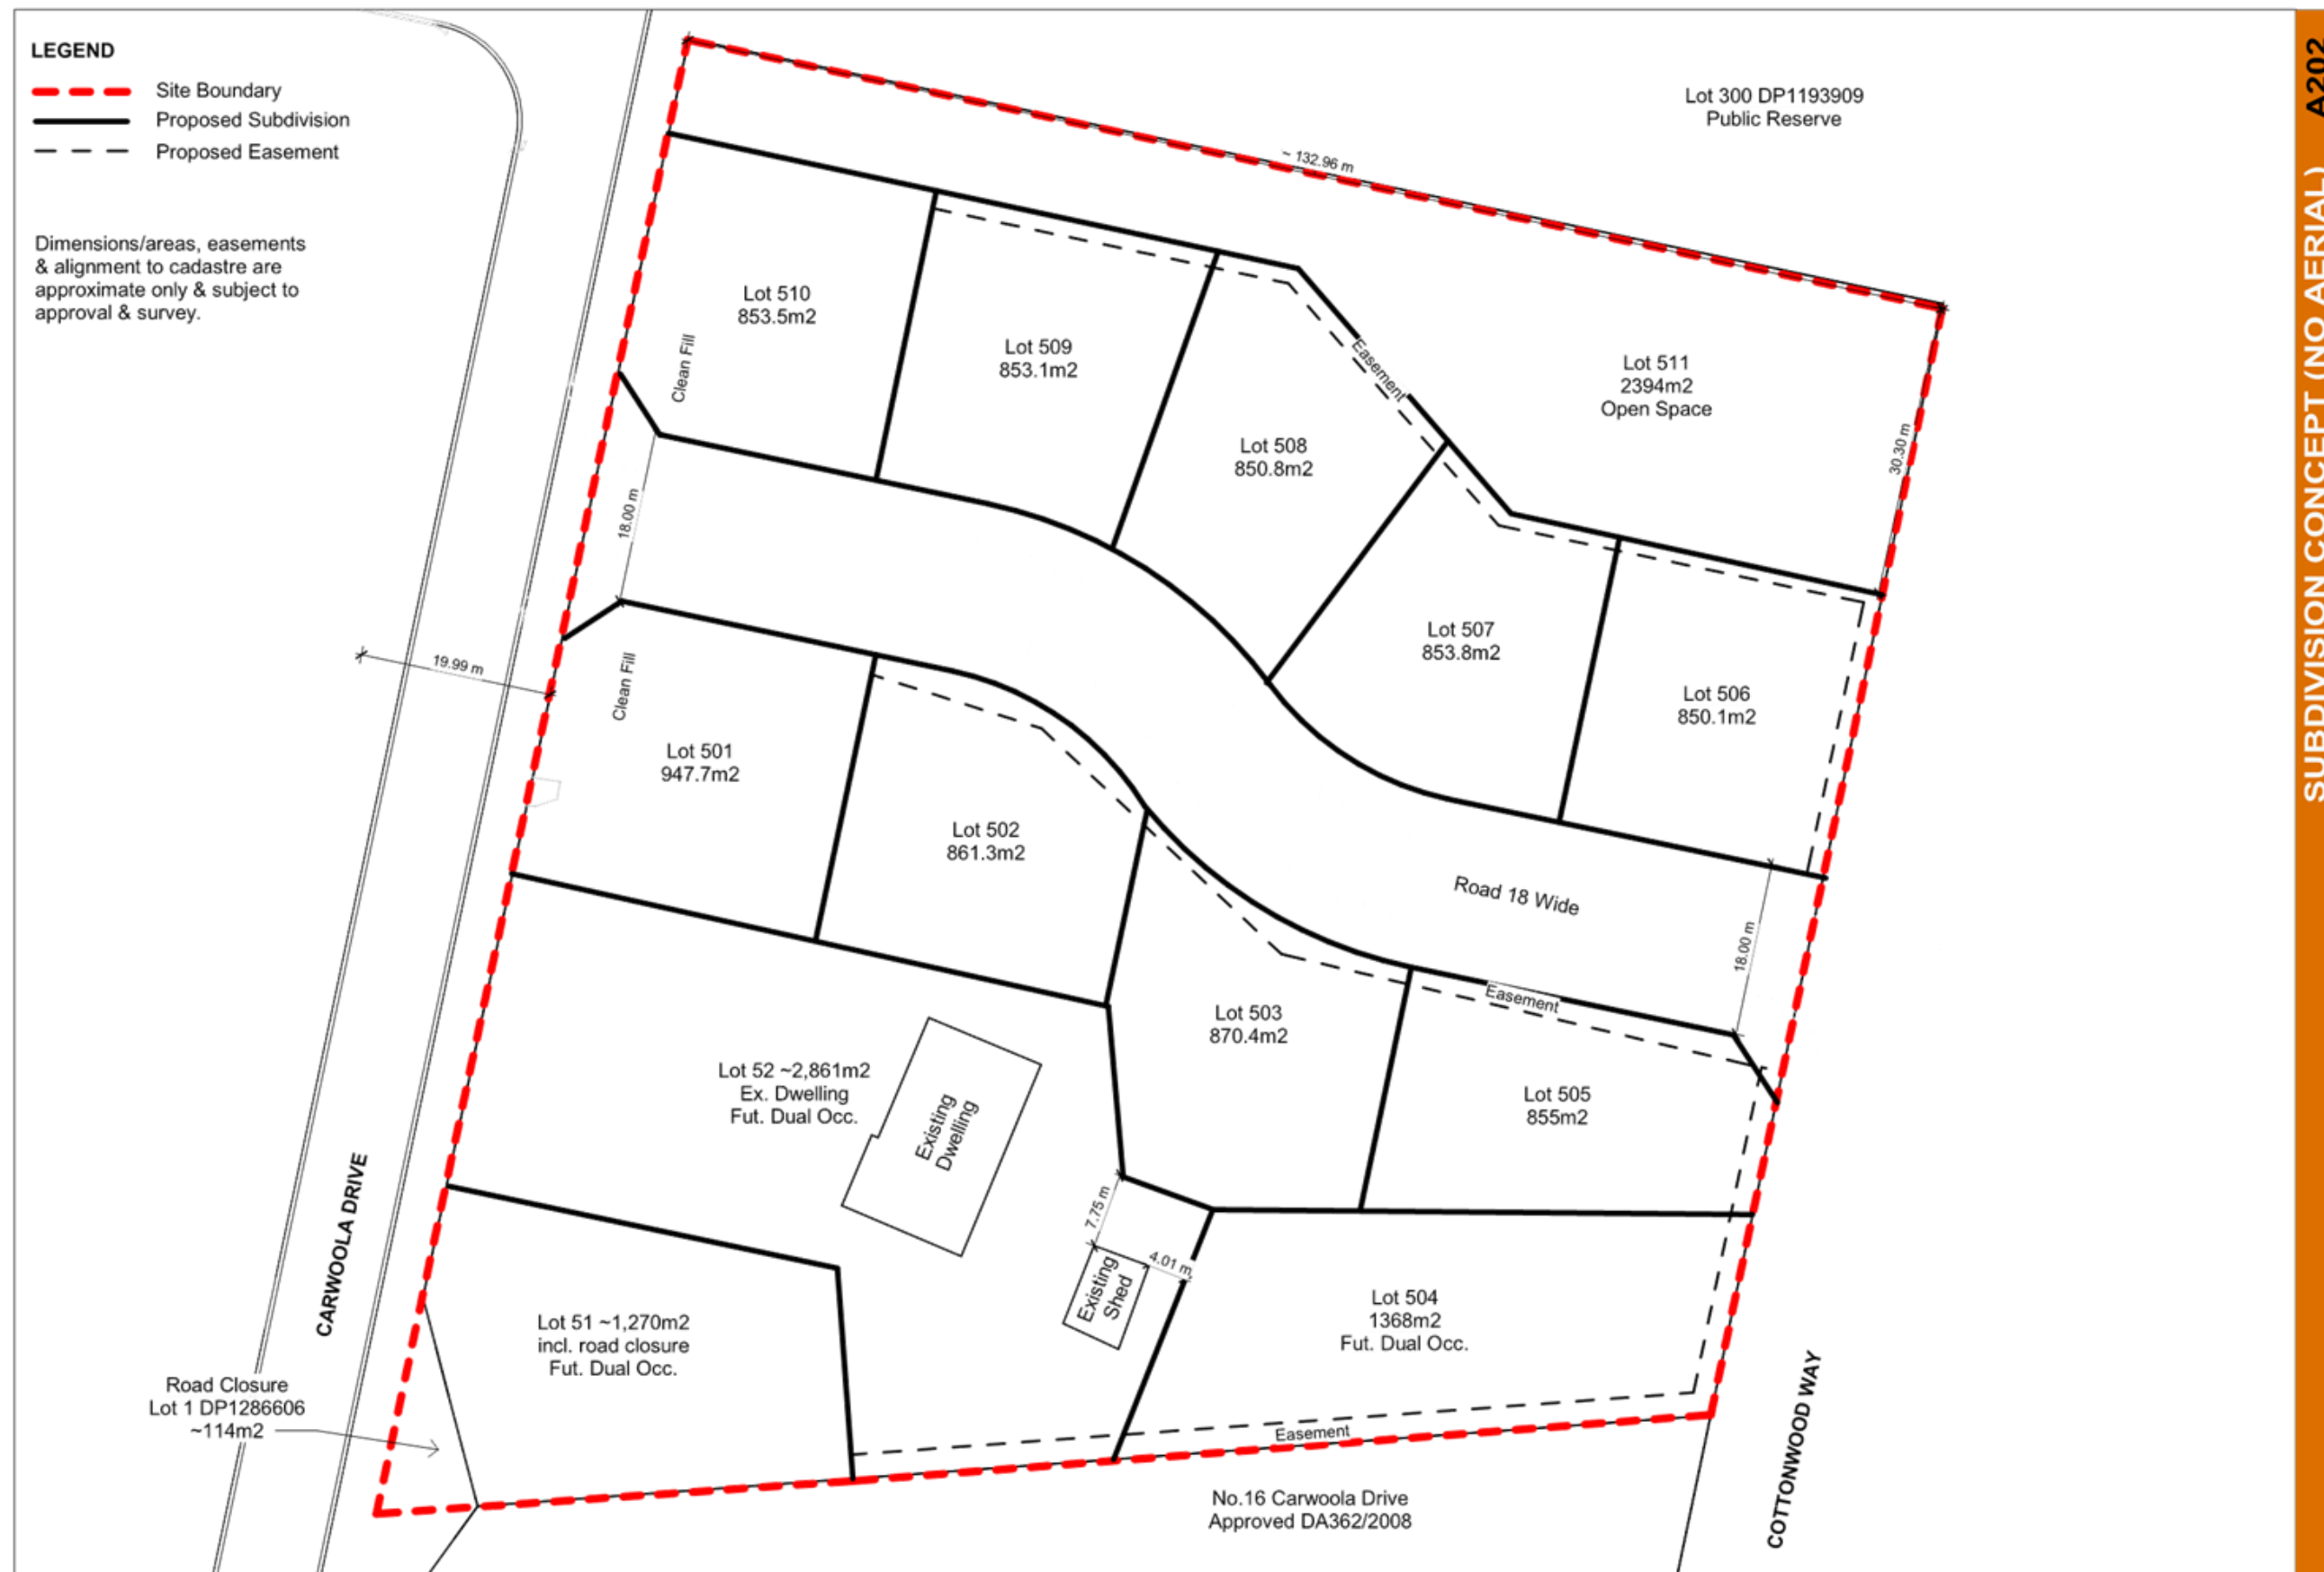 LEGEND
Site Boundary
Proposed Subdivision
Proposed Easement
Dimensions/areas, easements
& alignment to cadastre are
approximate only & subject to
approval & survey.
Lot 300 DP1193909
Public Reserve
~ 132.96 m
Lot 510
853.5m2
Clean Fill
Lot 509
853.1m2
Easement
Lot 511
2394m2
Open Space
30.30 m
Lot 508
850.8m2
18.00 m
Lot 507
853.8m2
Lot 506
850.1m2
19.99 m
Clean Fill
Lot 501
947.7m2
Lot 502
861.3m2
Road 18 Wide
18.00 m
Easement
Lot 503
870.4m2
Lot 505
855m2
Lot 52 ~2,861m2
Ex. Dwelling
Fut. Dual Occ.
Existing
Dwelling
7.75 m
4.01 m
Existing
Shed
Lot 504
1368m2
Fut. Dual Occ.
Lot 51 ~1,270m2
incl. road closure
Fut. Dual Occ.
CARWOOLA DRIVE
Road Closure
Lot 1 DP1286606
~114m2
Easement
No.16 Carwoola Drive
Approved DA362/2008
COTTONWOOD WAY
SUBDIVISION CONCEPT (NO AERIAL) A202